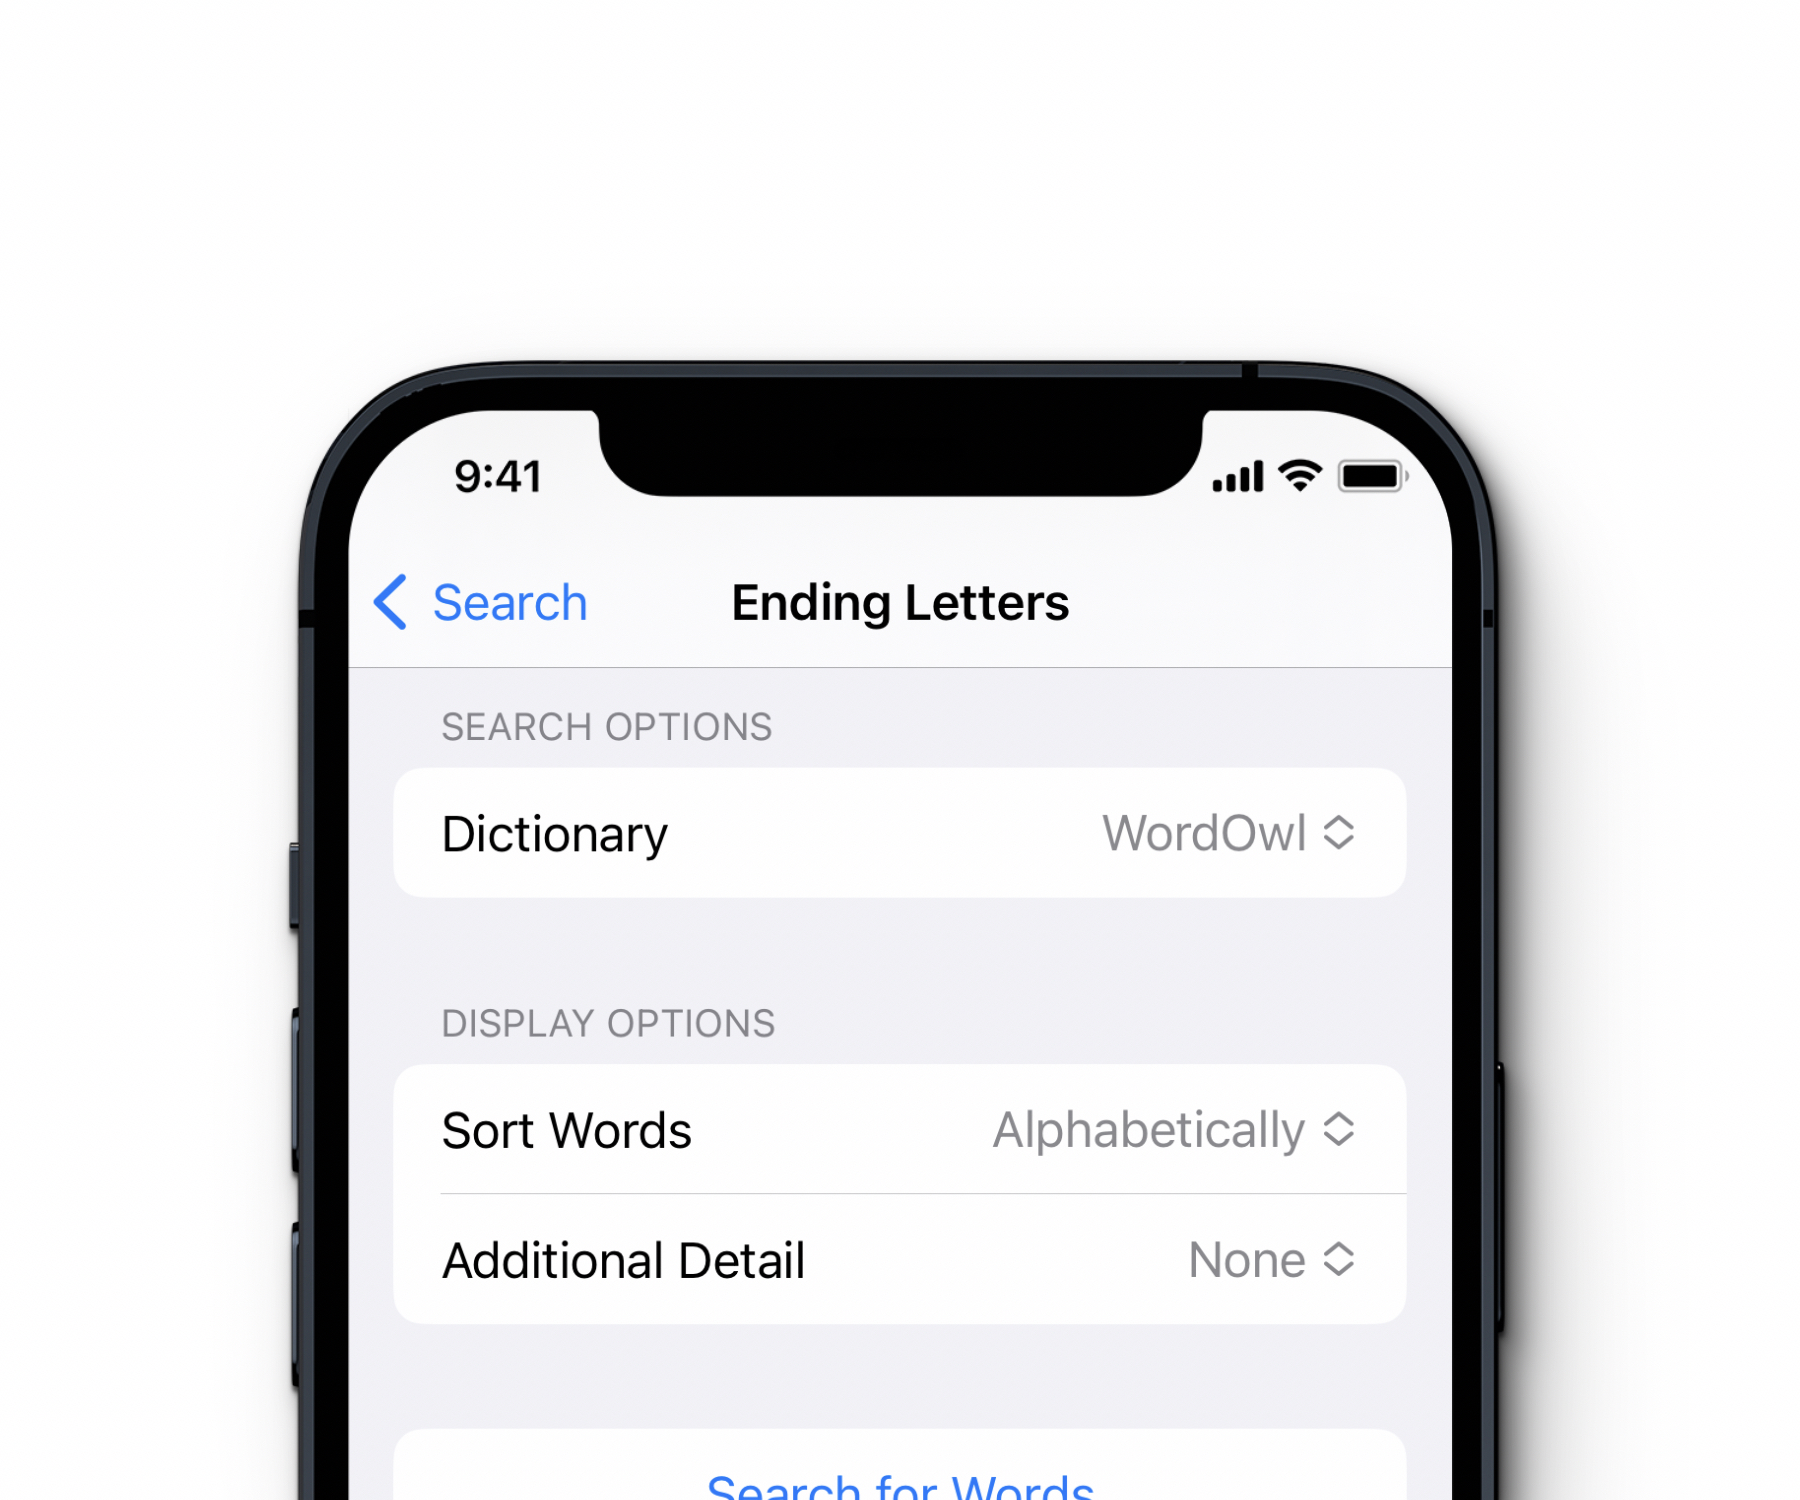 9:41
Search
Ending Letters
SEARCH OPTIONS
Dictionary WordOwl
DISPLAY OPTIONS
Sort Words Alphabetically
Additional Detail None
Search for Words